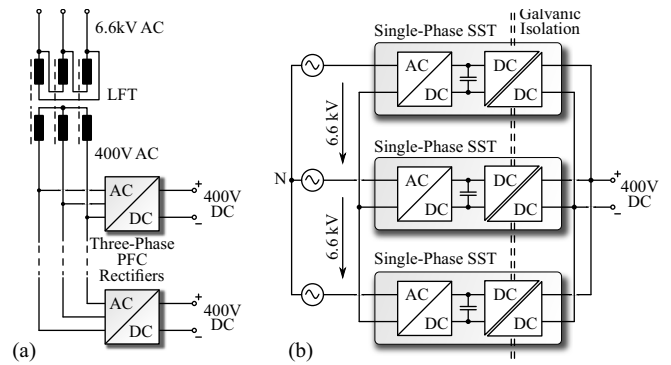 6.6kV AC
LFT
400V AC
AC
DC
+
−
400V
DC
Three-Phase
PFC
Rectifiers
AC
DC
+
−
400V
DC
(a)
Galvanic
Isolation
Single-Phase SST
AC
DC
DC
DC
6.6 kV
Single-Phase SST
N
AC
DC
DC
DC
+
−
400V
DC
6.6 kV
Single-Phase SST
AC
DC
DC
DC
(b)